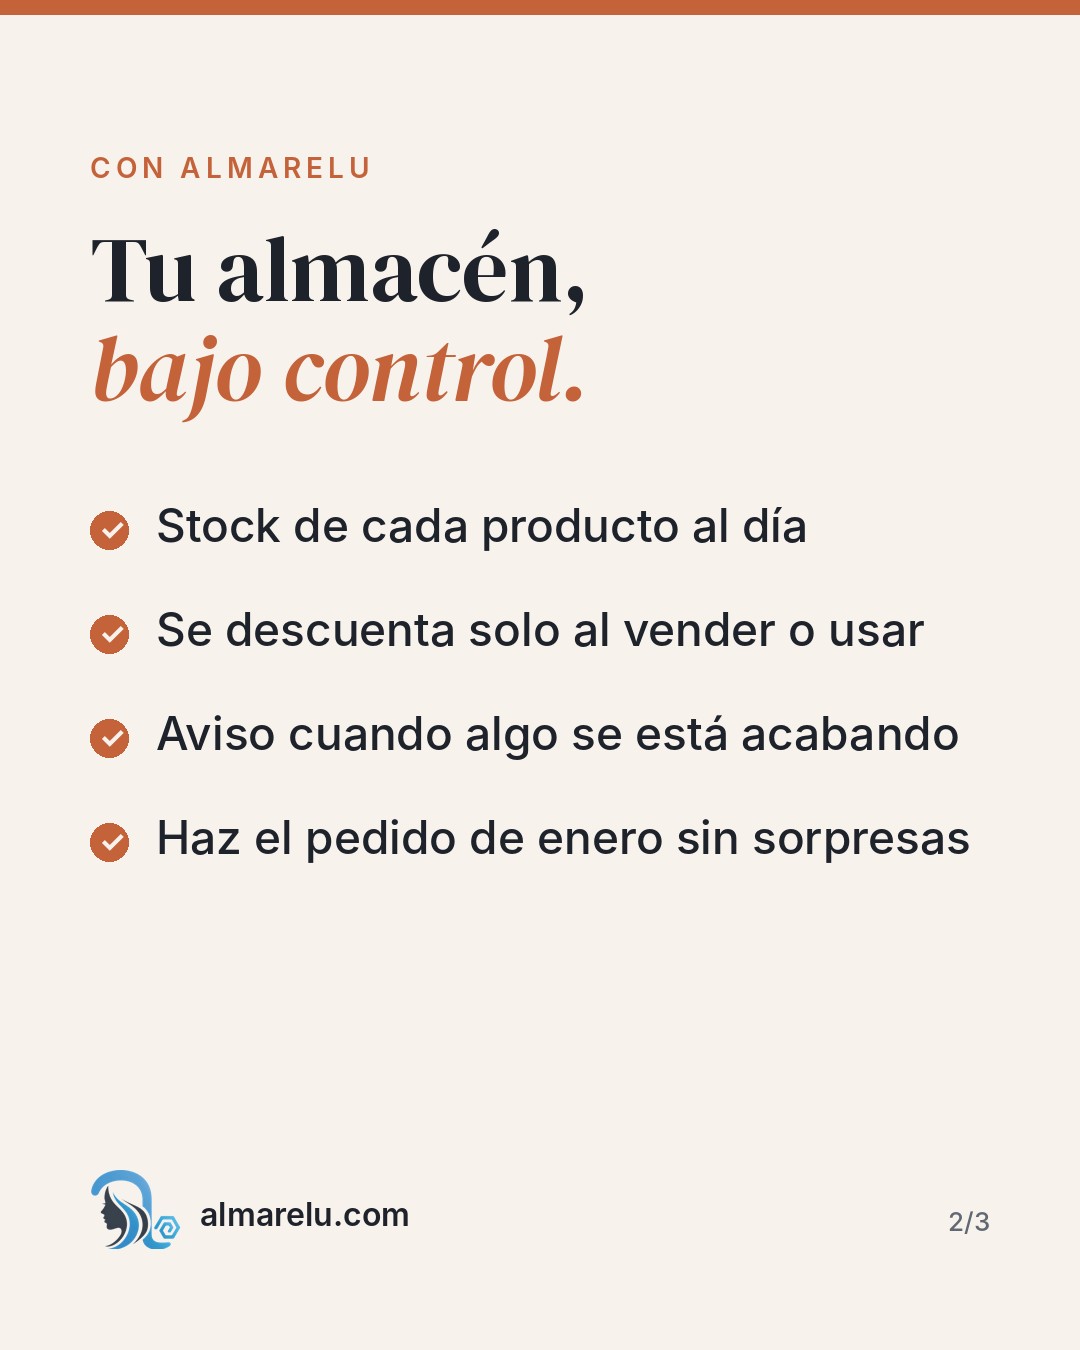 CON ALMARELU
Tu almacén,
bajo control.
Stock de cada producto al día
Se descuenta solo al vender o usar
Aviso cuando algo se está acabando
Haz el pedido de enero sin sorpresas
almarelu.com
2/3